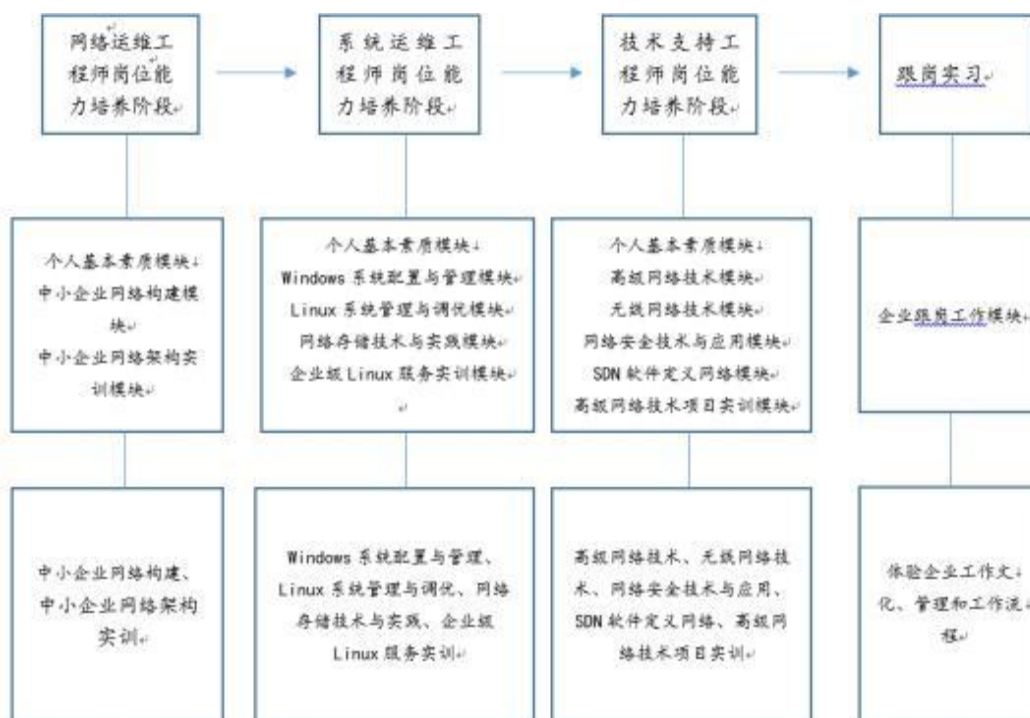 网络运维工
程师岗位能
力培养阶段
系统运维工
程师岗位能
力培养阶段
技术支持工
程师岗位能
力培养阶段
跟岗实习
个人基本素质模块
中小企业网络构建模
块
中小企业网络架构实
训模块
个人基本素质模块
Windows 系统配置与管理模块
Linux 系统管理与调优模块
网络存储技术与实践模块
企业级 Linux 服务实训模块
个人基本素质模块
高级网络技术模块
无线网络技术模块
网络安全技术与应用模块
SDN 软件定义网络模块
高级网络技术项目实训模块
企业跟岗工作模块
中小企业网络构建、
中小企业网络架构
实训
Windows 系统配置与管理、
Linux 系统管理与调优、网络
存储技术与实践、企业级
Linux 服务实训
高级网络技术、无线网络技
术、网络安全技术与应用、
SDN 软件定义网络、高级网
络技术项目实训
体验企业工作文
化、管理和工作流
程